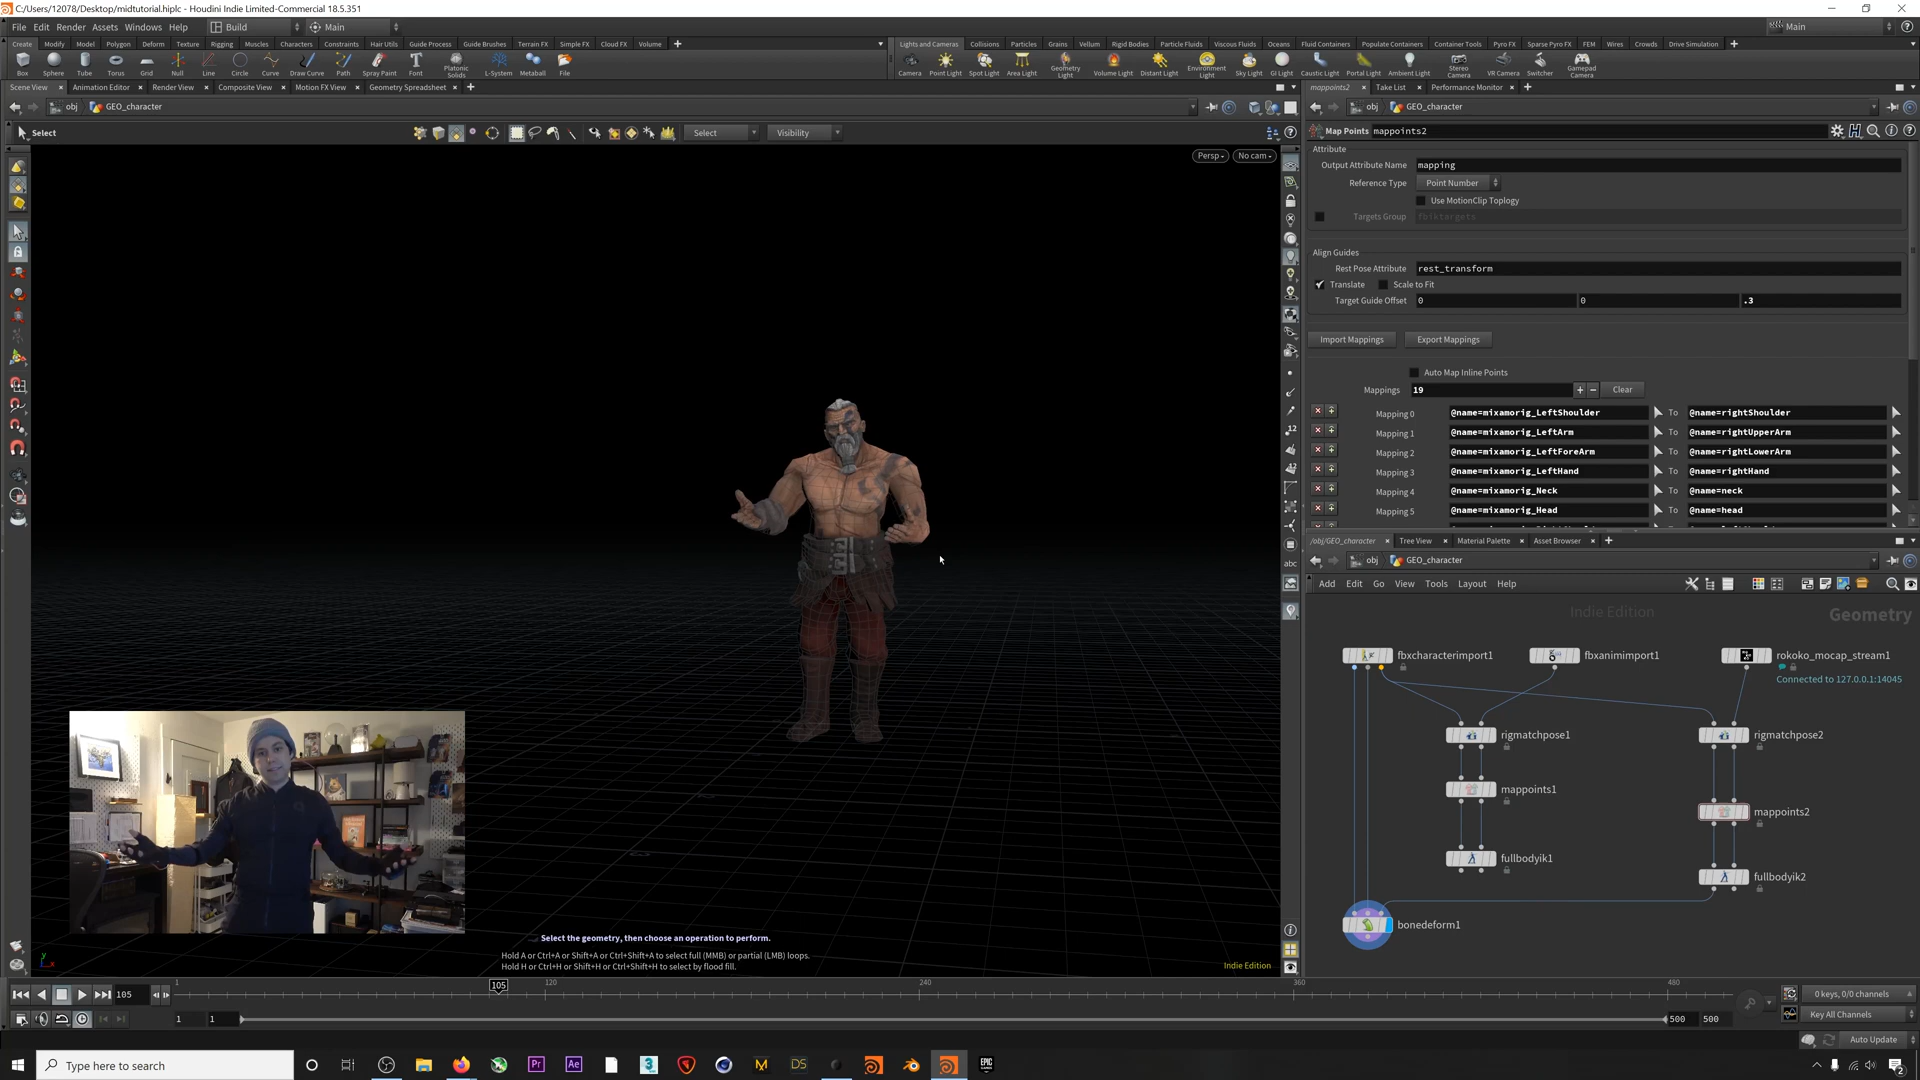 C:/Users/12078/Desktop/midtutorial.hiplc - Houdini Indie Limited-Commercial 18.5.351
File Edit Render Assets Windows Help Build Main Main
Create Modify Model Polygon Deform Texture Rigging Muscles Characters Constraints Hair Utils Guide Process Guide Brushes Terrain FX Simple FX Cloud FX Volume
Lights and Cameras Collisions Particles Grains Vellum Rigid Bodies Particle Fluids Viscous Fluids Oceans Fluid Containers Populate Containers Container Tools Pyro FX Sparse Pyro FX FEM Wires Crowds Drive Simulation
Box Sphere Tube Torus Grid Null Line Circle Curve Draw Curve Path Spray Paint Font Platonic Solids L-System Metaball File
Camera Point Light Spot Light Area Light Geometry Light Volume Light Distant Light Environment Light Sky Light GI Light Caustic Light Portal Light Ambient Light Stereo Camera VR Camera Switcher Gamepad Camera
Scene View Animation Editor Render View Composite View Motion FX View Geometry Spreadsheet
mappoints2 Take List Performance Monitor
obj GEO_character
obj GEO_character
Select Select Visibility
Map Points mappoints2
Persp No cam
Attribute
Output Attribute Name mapping
Reference Type Point Number
Use MotionClip Toplogy
Targets Group fbiktargets
Align Guides
Rest Pose Attribute rest_transform
Translate Scale to Fit
Target Guide Offset 0 0 .3
Import Mappings Export Mappings
Auto Map Inline Points
Mappings 19 Clear
Mapping 0 @name=mixamorig_LeftShoulder To @name=rightShoulder
Mapping 1 @name=mixamorig_LeftArm To @name=rightUpperArm
Mapping 2 @name=mixamorig_LeftForeArm To @name=rightLowerArm
Mapping 3 @name=mixamorig_LeftHand To @name=rightHand
Mapping 4 @name=mixamorig_Neck To @name=neck
Mapping 5 @name=mixamorig_Head To @name=head
/obj/GEO_character Tree View Material Palette Asset Browser
obj GEO_character
Add Edit Go View Tools Layout Help
Indie Edition Geometry
fbxcharacterimport1 fbxanimimport1 rokoko_mocap_stream1
Connected to 127.0.0.1:14045
rigmatchpose1 rigmatchpose2
mappoints1 mappoints2
fullbodyik1 fullbodyik2
bonedeform1
12
abc
Select the geometry, then choose an operation to perform.
Hold A or Ctrl+A or Shift+A or Ctrl+Shift+A to select full (MMB) or partial (LMB) loops.
Hold H or Ctrl+H or Shift+H or Ctrl+Shift+H to select by flood fill.
Indie Edition
y x
105 1 105 120 240 360 480
0 keys, 0/0 channels
1 1 500 500
Key All Channels
Auto Update
Type here to search
Pr Ae 3 M DS EPIC GAMES 2